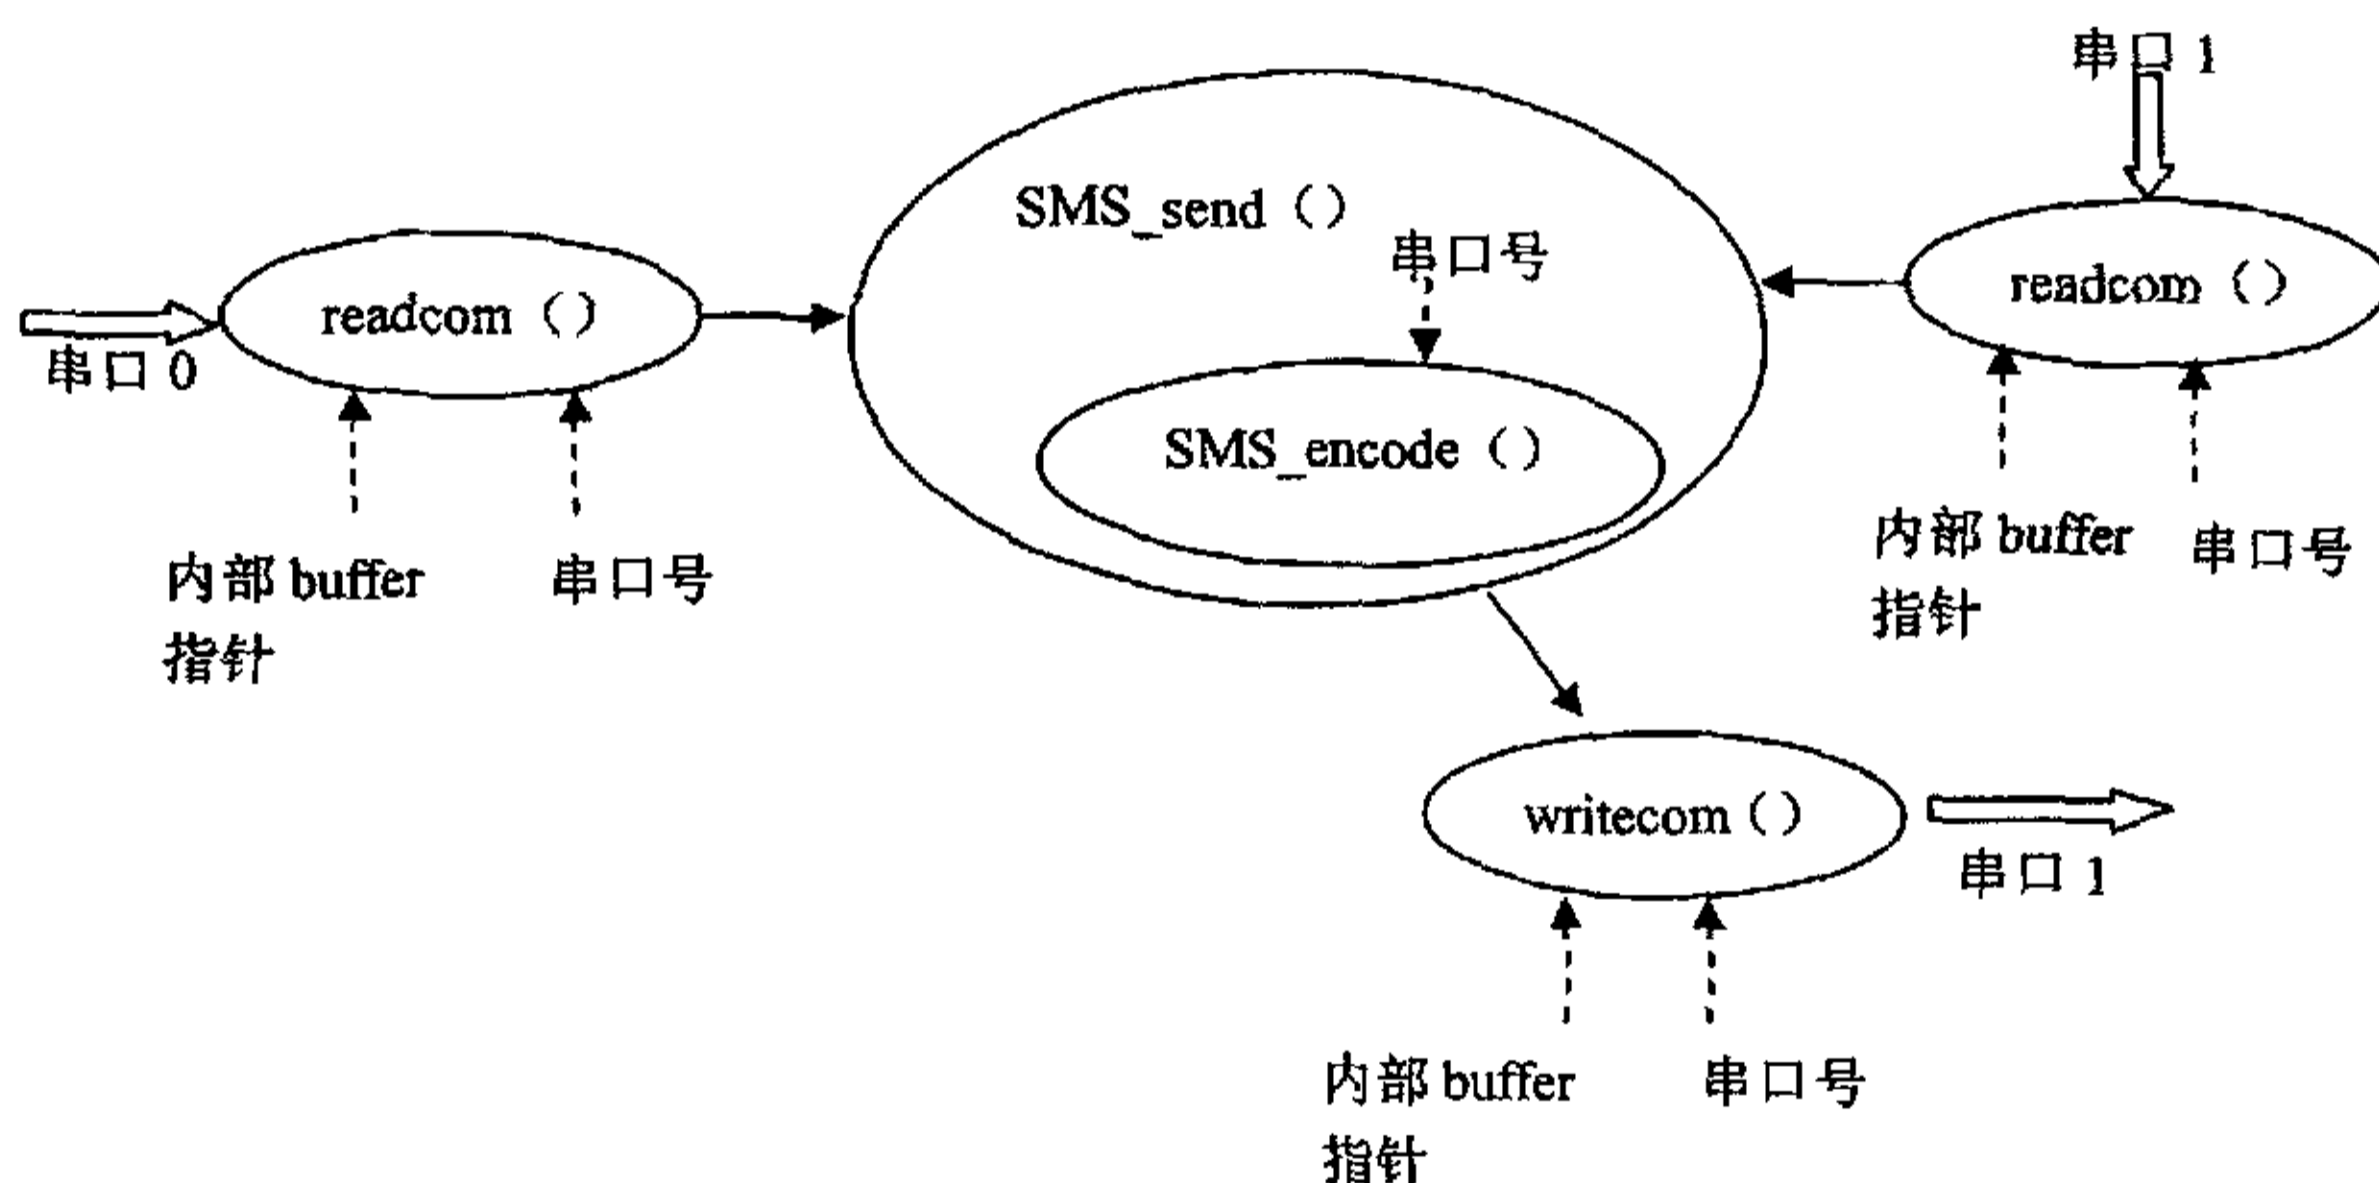 串口 1
SMS_send（）
串口号
readcom（）
readcom（）
串口 0
SMS_encode（）
内部 buffer
指针
串口号
内部 buffer
指针
串口号
writecom（）
串口 1
内部 buffer
指针
串口号